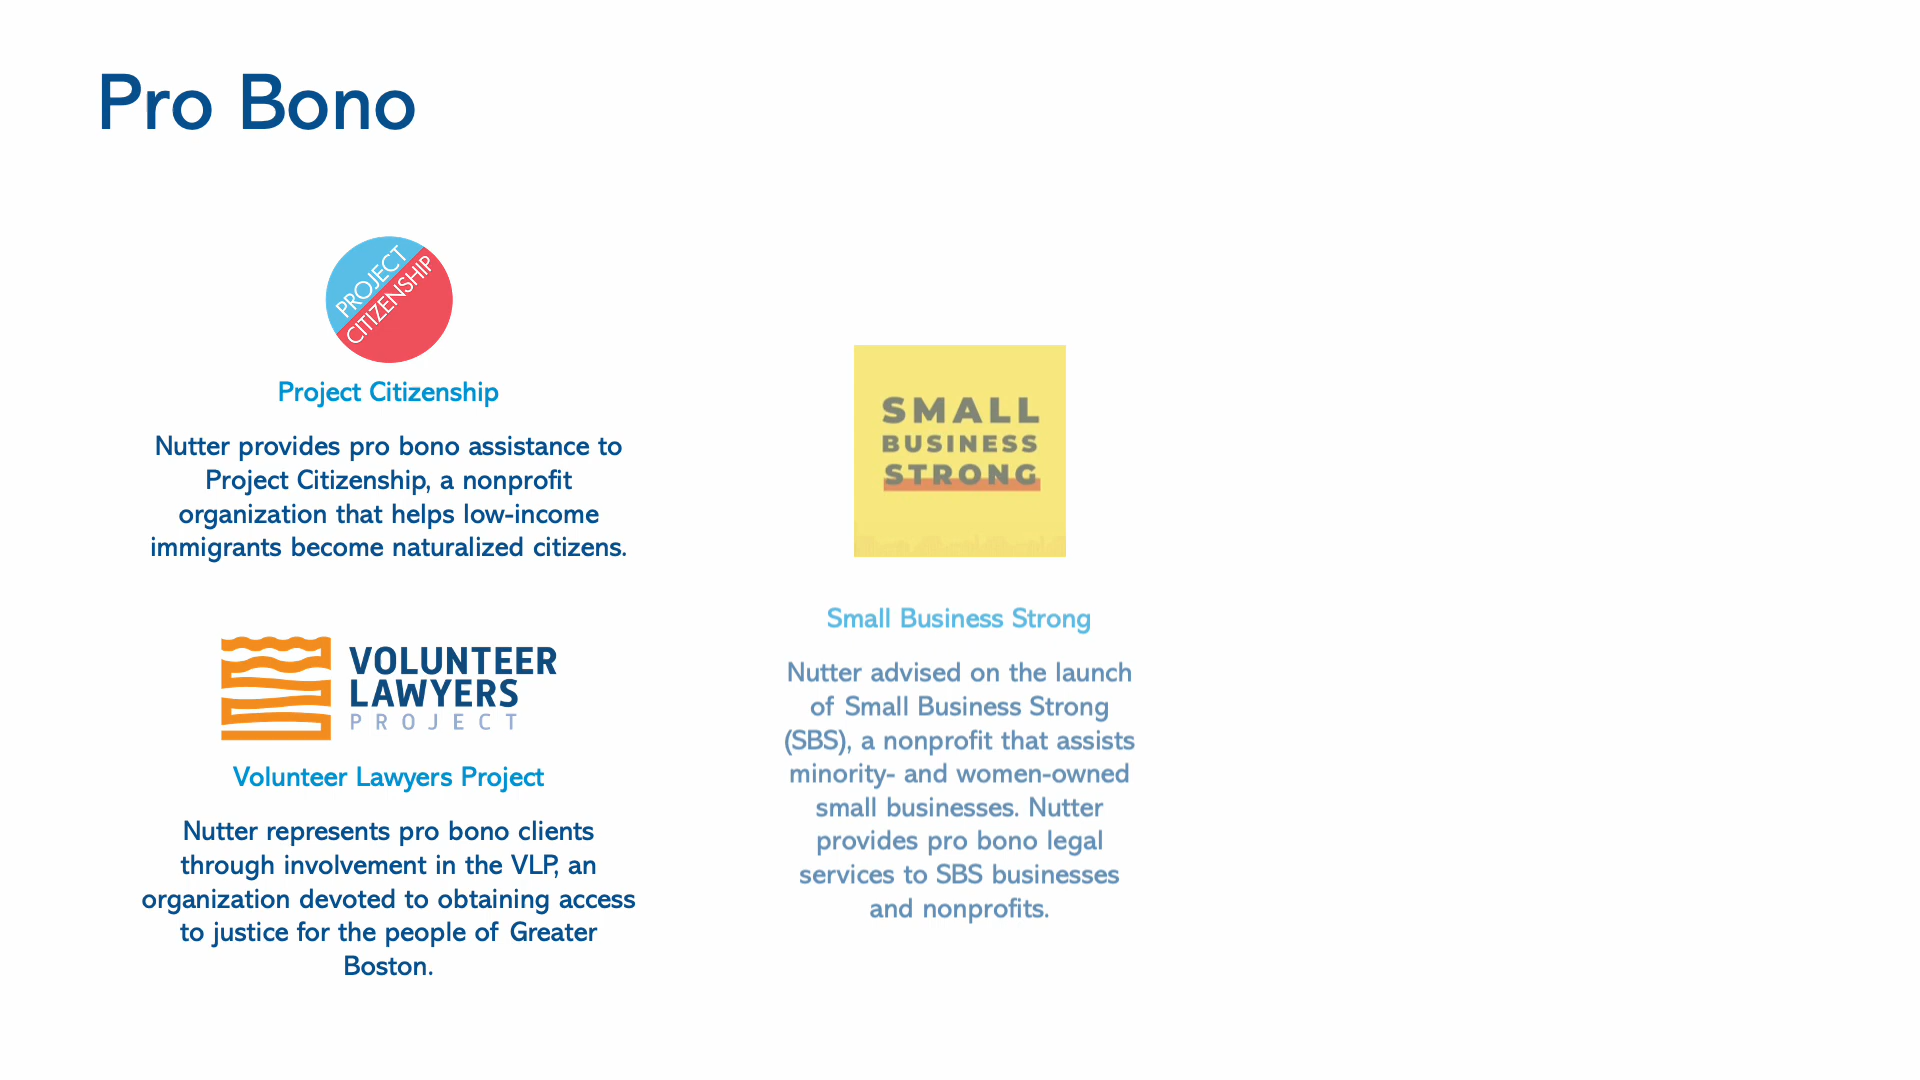 Pro Bono
PROJECT
CITIZENSHIP
Project Citizenship
Nutter provides pro bono assistance to
Project Citizenship, a nonprofit
organization that helps low-income
immigrants become naturalized citizens.
VOLUNTEER
LAWYERS
PROJECT
Volunteer Lawyers Project
Nutter represents pro bono clients
through involvement in the VLP, an
organization devoted to obtaining access
to justice for the people of Greater
Boston.
SMALL
BUSINESS
STRONG
Small Business Strong
Nutter advised on the launch
of Small Business Strong
(SBS), a nonprofit that assists
minority- and women-owned
small businesses. Nutter
provides pro bono legal
services to SBS businesses
and nonprofits.